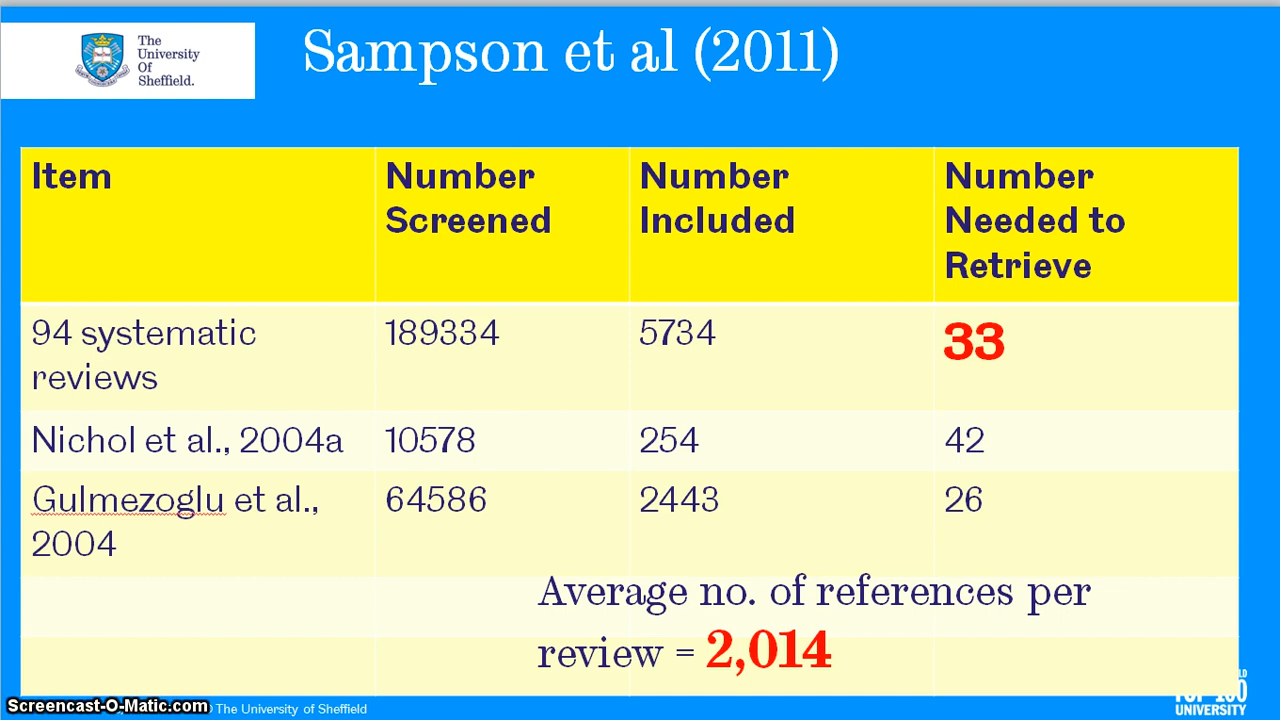 The
University
Of
Sheffield.
Sampson et al (2011)
Item
Number
Screened
Number
Included
Number
Needed to
Retrieve
94 systematic
reviews
189334
5734
33
Nichol et al., 2004a
10578
254
42
Gulmezoglu et al.,
2004
64586
2443
26
Average no. of references per
review = 2,014
Screencast-O-Matic.com
The University of Sheffield
TOP 100
UNIVERSITY